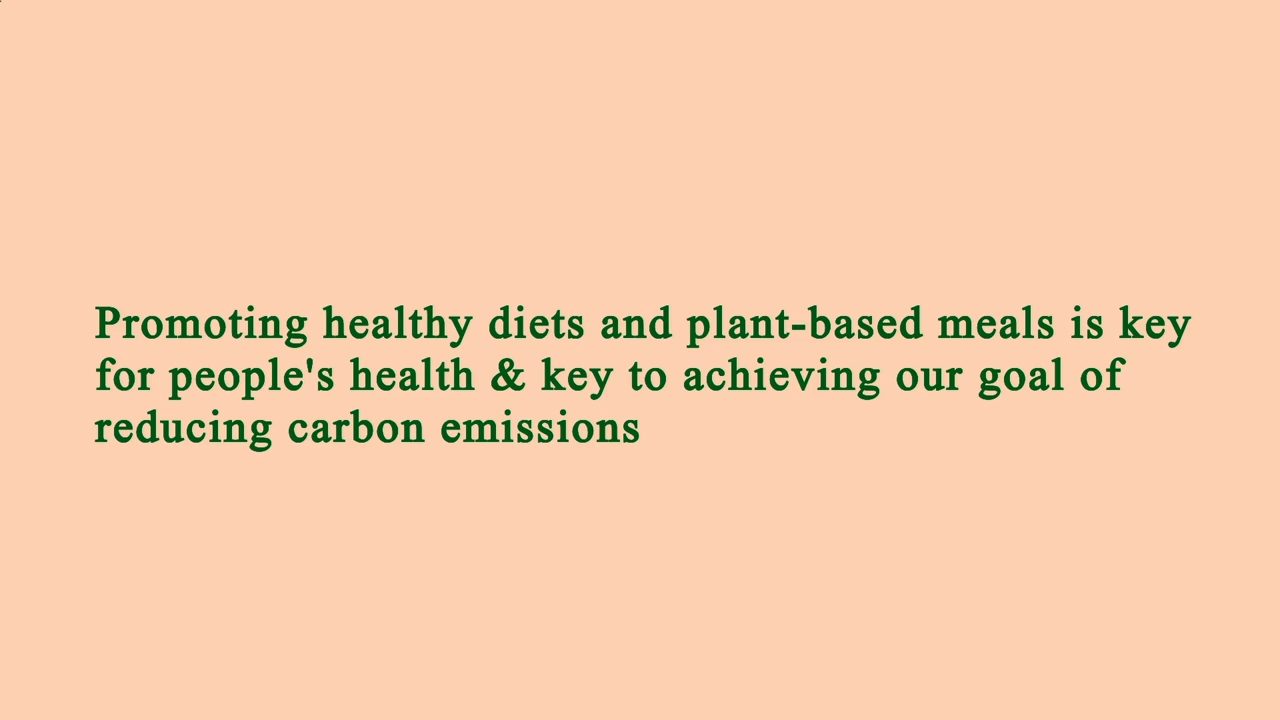 Promoting healthy diets and plant-based meals is key
for people's health & key to achieving our goal of
reducing carbon emissions